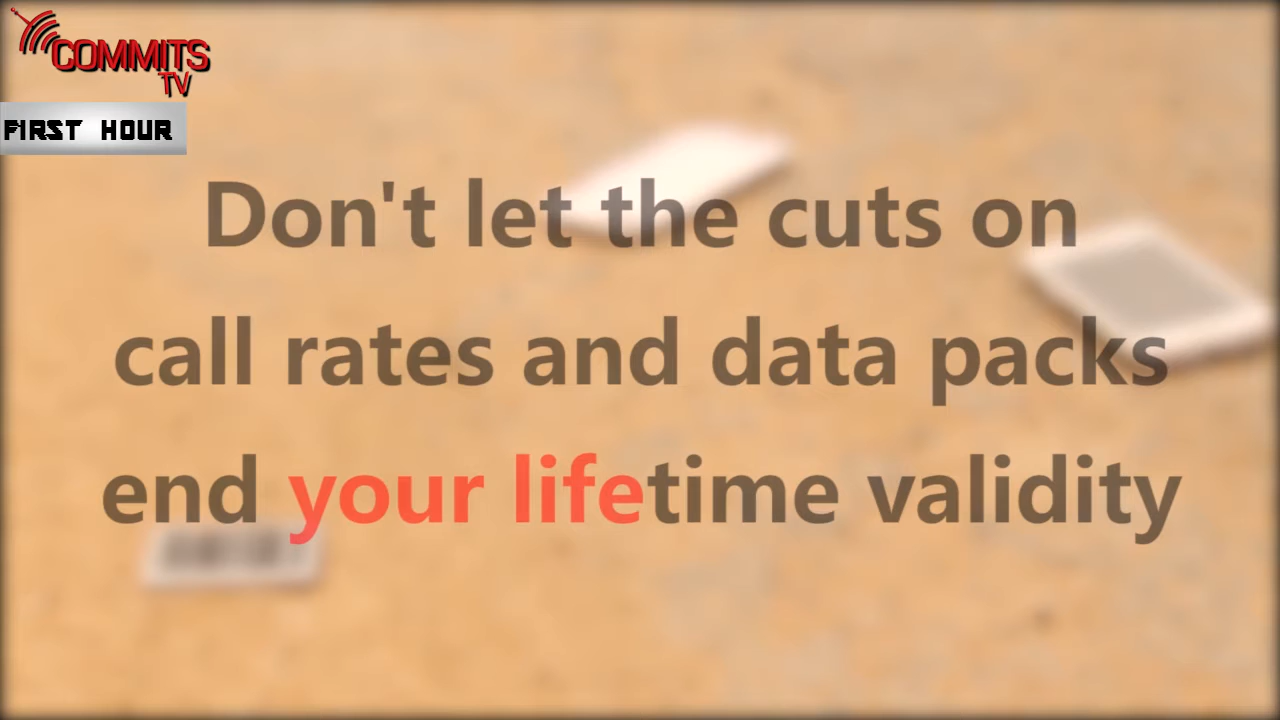 COMMITS
TV
FIRST HOUR
Don't let the cuts on
call rates and data packs
end your lifetime validity